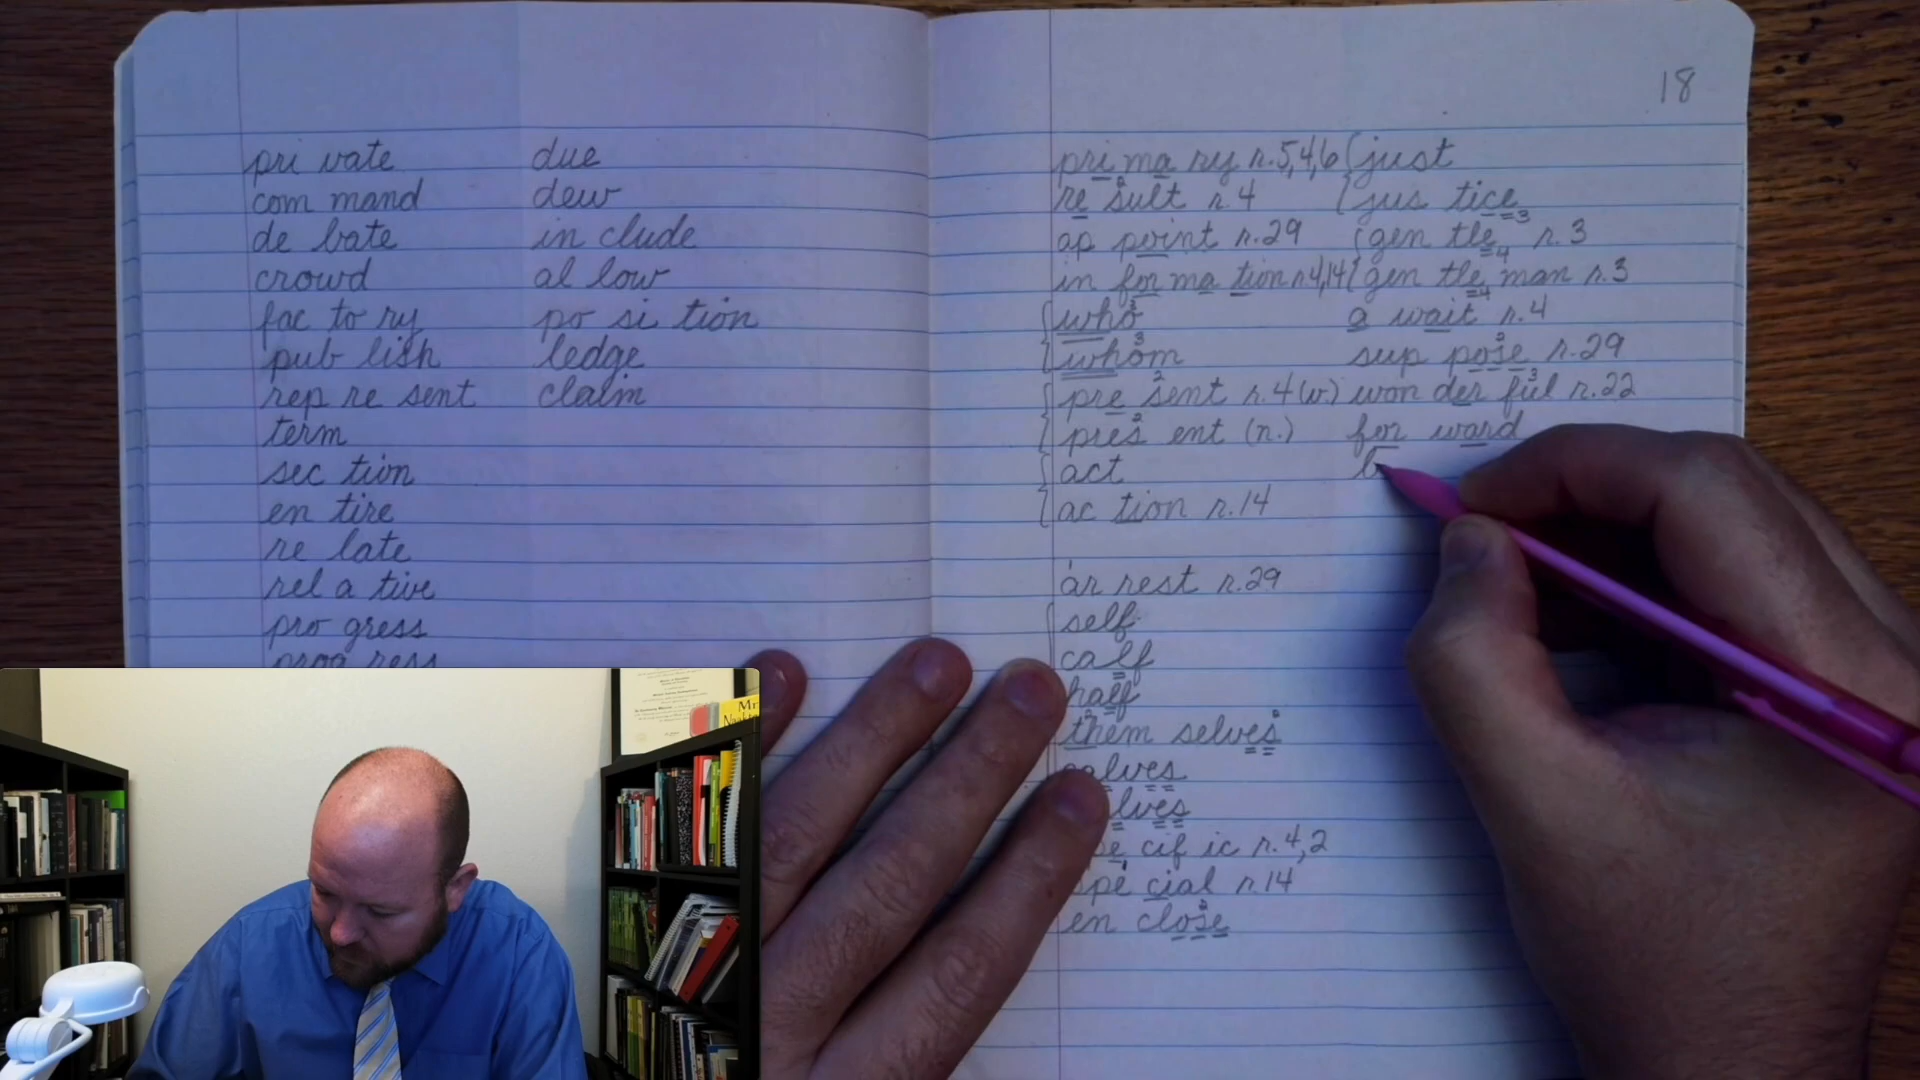 18
pri vate
com mand
de bate
crowd
fac to ry
pub lish
rep re sent
term
sec tion
en tire
re late
rel a tive
pro gress
prog ress
due
dew
in clude
al low
po si tion
ledge
claim
pri ma ry r.5,4,6
re sult r.4
ap point r.29
in for ma tion r.4,14
who
whom
pre sent r.4 (v.)
pres ent (n.)
act
ac tion r.14
ar rest r.29
self
calf
half
them selves
lves
lves
cif ic r.4,2
spe cial r.14
en close
just
jus tice
gen tle r.3
gen tle man r.3
a wait r.4
sup pose r.29
won der ful r.22
for ward